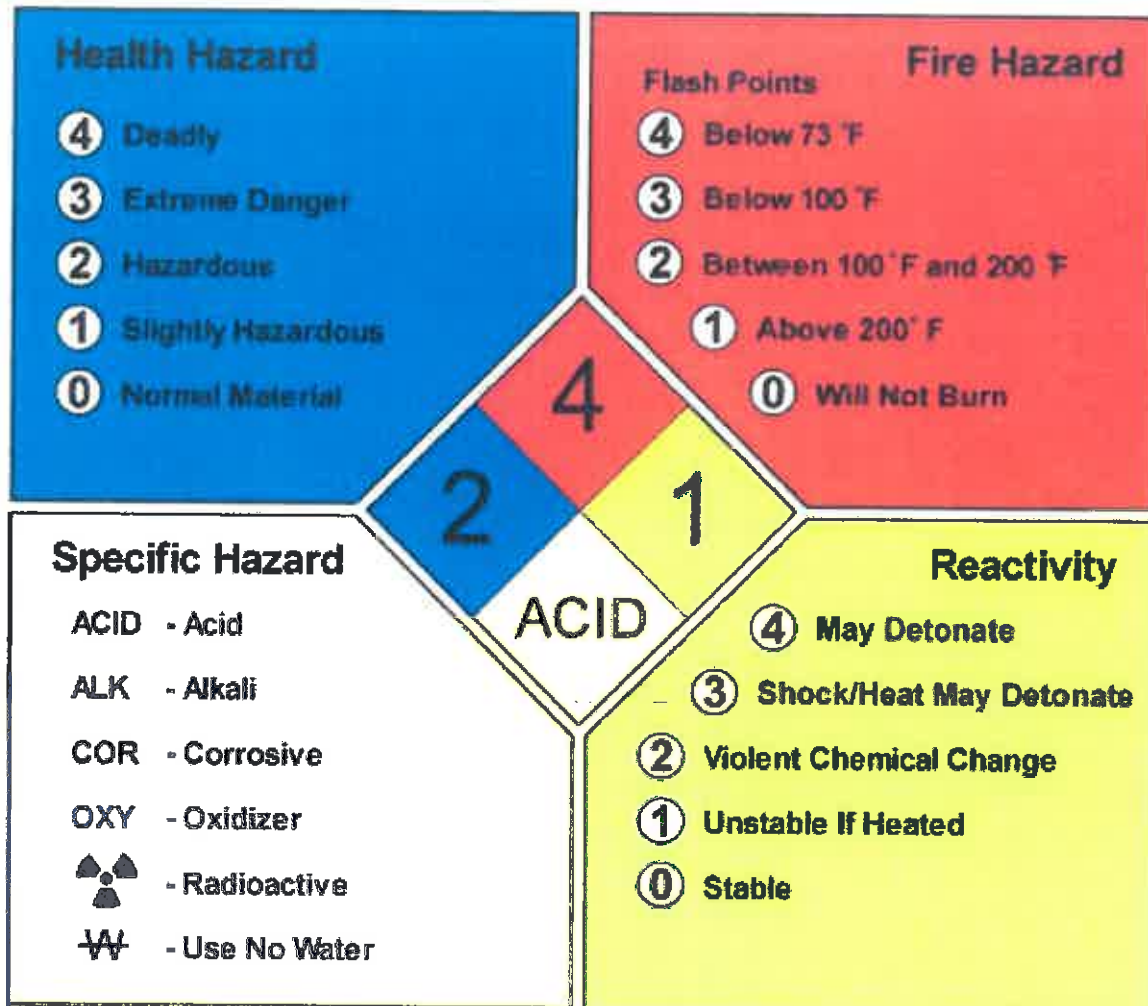 Health Hazard
4 Deadly
3 Extreme Danger
2 Hazardous
1 Slightly Hazardous
0 Normal Material
Fire Hazard
Flash Points
4 Below 73 °F
3 Below 100 °F
2 Between 100° F and 200 °F
1 Above 200° F
0 Will Not Burn
4
2
1
ACID
Specific Hazard
ACID - Acid
ALK - Alkali
COR - Corrosive
OXY - Oxidizer
- Radioactive
W - Use No Water
Reactivity
4 May Detonate
3 Shock/Heat May Detonate
2 Violent Chemical Change
1 Unstable If Heated
0 Stable